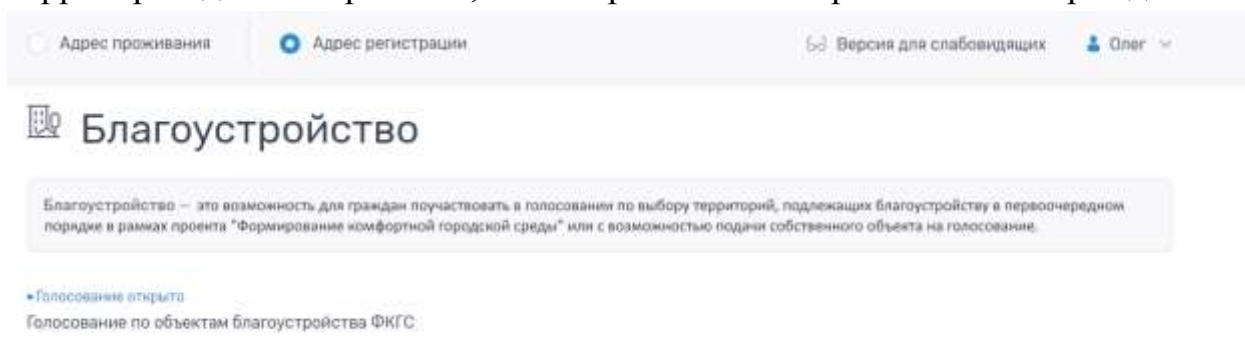 Адрес проживания
Адрес регистрации
Версия для слабовидящих
Олег
Благоустройство
Благоустройство – это возможность для граждан поучаствовать в голосовании по выбору территорий, подлежащих благоустройству в первоочередном
порядке в рамках проекта "Формирование комфортной городской среды" или с возможностью подачи собственного объекта на голосование.
•Голосование открыто
Голосование по объектам благоустройства ФКГС